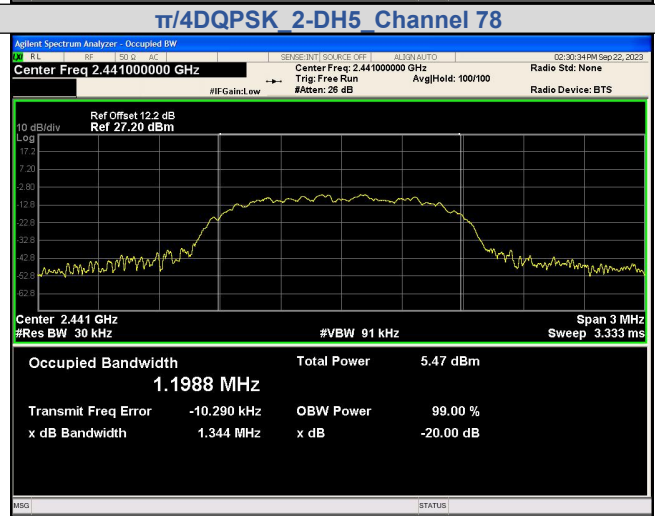 π/4DQPSK_2-DH5_Channel 78
Agilent Spectrum Analyzer - Occupied BW
RL RF 50 Ω AC SENSE:INT SOURCE OFF ALIGN AUTO 02:30:34 PM Sep 22, 2023
Center Freq 2.441000000 GHz Center Freq: 2.441000000 GHz Radio Std: None
Trig: Free Run Avg|Hold: 100/100
#IFGain:Low #Atten: 26 dB Radio Device: BTS
Ref Offset 12.2 dB
10 dB/div Ref 27.20 dBm
Log
17.2
7.20
-2.80
-12.8
-22.8
-32.8
-42.8
-52.8
-62.8
Center 2.441 GHz Span 3 MHz
#Res BW 30 kHz #VBW 91 kHz Sweep 3.333 ms
Occupied Bandwidth Total Power 5.47 dBm
1.1988 MHz
Transmit Freq Error -10.290 kHz OBW Power 99.00 %
x dB Bandwidth 1.344 MHz x dB -20.00 dB
MSG STATUS